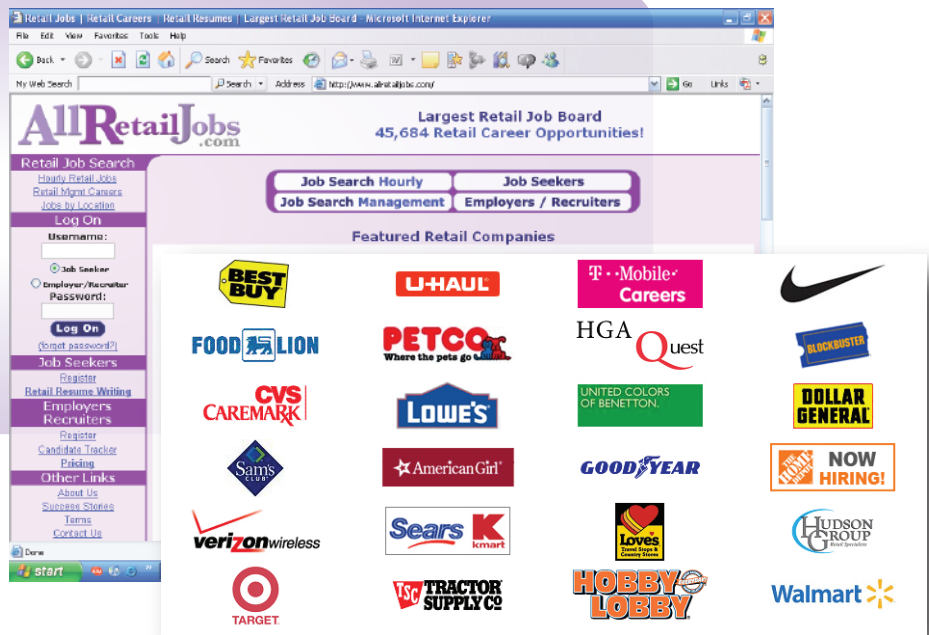 Retail Jobs | Retail Careers | Retail Resumes | Largest Retail Job Board - Microsoft Internet Explorer
File Edit View Favorites Tools Help
Back Search Favorites
My Web Search Search Address http://www.allretailjobs.com/ Go Links
AllRetailJobs
.com
Largest Retail Job Board
45,684 Retail Career Opportunities!
Retail Job Search
Hourly Retail Jobs
Retail Mgmt Careers
Jobs by Location
Log On
Username:
Job Seeker
Employer/Recruiter
Password:
Log On
(forgot password?)
Job Seekers
Register
Retail Resume Writing
Employers
Recruiters
Register
Candidate Tracker
Pricing
Other Links
About Us
Success Stories
Terms
Contact Us
Done
start
Job Search Hourly Job Seekers
Job Search Management Employers / Recruiters
Featured Retail Companies
BEST
BUY
U-HAUL
T-Mobile
Careers
FOOD LION
PETCO
Where the pets go
HGA
Quest
BLOCKBUSTER
CVS
CAREMARK
LOWE'S
UNITED COLORS
OF BENETTON.
DOLLAR
GENERAL
Sam's
CLUB
American Girl
GOODYEAR
THE HOME DEPOT
NOW
HIRING!
verizonwireless
Sears
K
kmart
Loves
Travel Stops &
Country Stores
HUDSON
GROUP
Retail Specialists
TARGET
TSC
TRACTOR
SUPPLY CO
HOBBY
LOBBY
Walmart